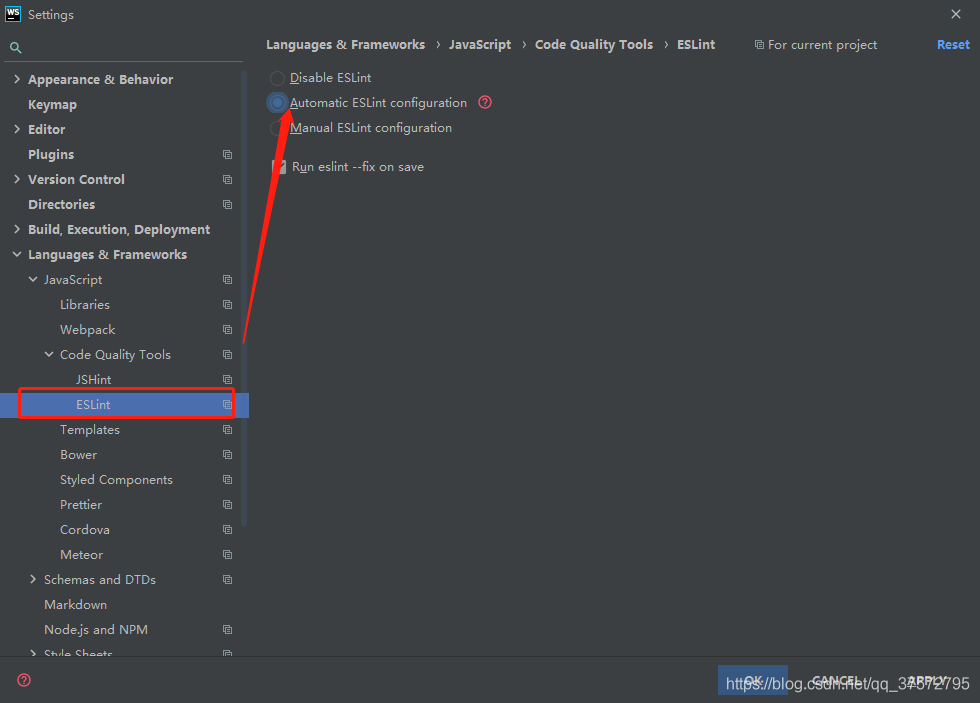 WS Settings
Languages & Frameworks › JavaScript › Code Quality Tools › ESLint
For current project
Reset
Appearance & Behavior
Keymap
Editor
Plugins
Version Control
Directories
Build, Execution, Deployment
Languages & Frameworks
JavaScript
Libraries
Webpack
Code Quality Tools
JSHint
ESLint
Templates
Bower
Styled Components
Prettier
Cordova
Meteor
Schemas and DTDs
Markdown
Node.js and NPM
Style Sheets
Disable ESLint
Automatic ESLint configuration
Manual ESLint configuration
Run eslint --fix on save
OK
CANCEL
APPLY
https://blog.csdn.net/qq_37572795